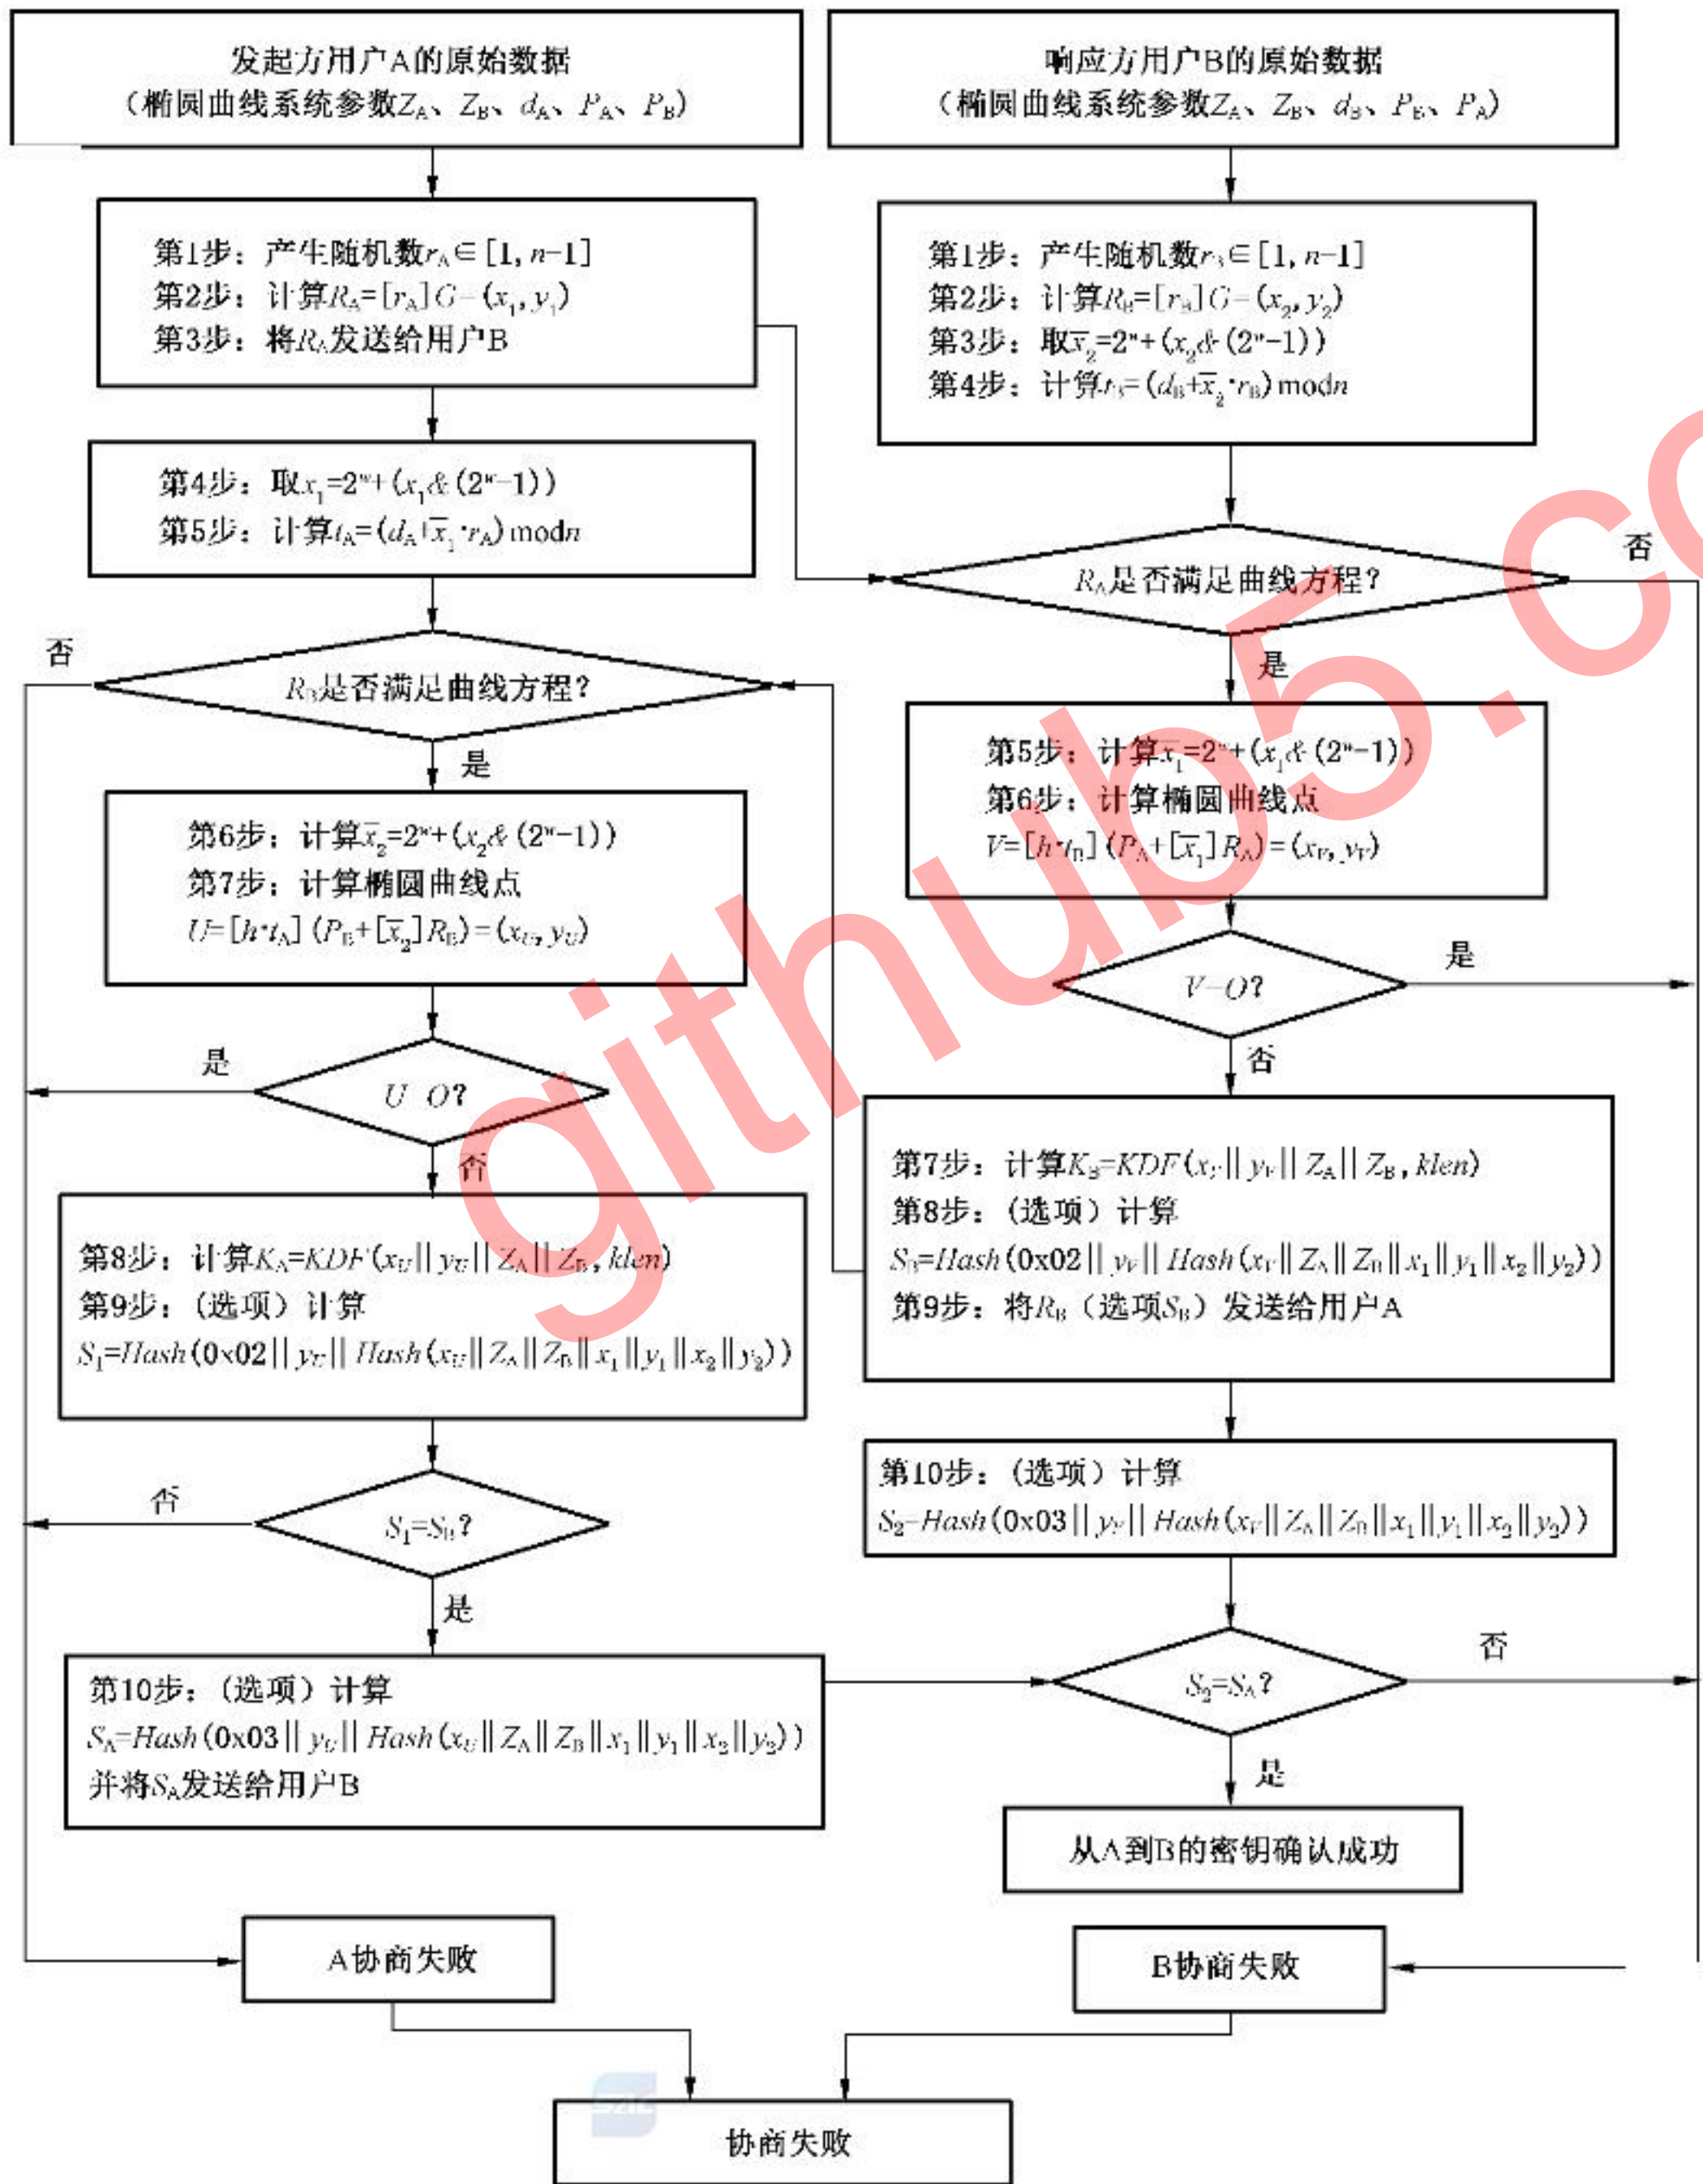 发起方用户A的原始数据
(椭圆曲线系统参数Z_A、Z_B、d_A、P_A、P_B)
第1步：产生随机数r_A∈[1, n-1]
第2步：计算R_A=[r_A]G=(x_1, y_1)
第3步：将R_A发送给用户B
第4步：取x_1=2^w+(x_1&(2^w-1))
第5步：计算t_A=(d_A+x̅_1·r_A)modn
否
R_B是否满足曲线方程?
是
第6步：计算x̅_2=2^w+(x_2&(2^w-1))
第7步：计算椭圆曲线点
U=[h·t_A](P_B+[x̅_2]R_B)=(x_U, y_U)
是
U=O?
否
第8步：计算K_A=KDF(x_U||y_U||Z_A||Z_B, klen)
第9步：(选项)计算
S_1=Hash(0x02||y_U||Hash(x_U||Z_A||Z_B||x_1||y_1||x_2||y_2))
否
S_1=S_B?
是
第10步：(选项)计算
S_A=Hash(0x03||y_U||Hash(x_U||Z_A||Z_B||x_1||y_1||x_2||y_2))
并将S_A发送给用户B
A协商失败
响应方用户B的原始数据
(椭圆曲线系统参数Z_A、Z_B、d_B、P_B、P_A)
第1步：产生随机数r_B∈[1, n-1]
第2步：计算R_B=[r_B]G=(x_2, y_2)
第3步：取x̅_2=2^w+(x_2&(2^w-1))
第4步：计算t_B=(d_B+x̅_2·r_B)modn
否
R_A是否满足曲线方程?
是
第5步：计算x̅_1=2^w+(x_1&(2^w-1))
第6步：计算椭圆曲线点
V=[h·t_B](P_A+[x̅_1]R_A)=(x_V, y_V)
是
V=O?
否
第7步：计算K_B=KDF(x_V||y_V||Z_A||Z_B, klen)
第8步：(选项)计算
S_B=Hash(0x02||y_V||Hash(x_V||Z_A||Z_B||x_1||y_1||x_2||y_2))
第9步：将R_B(选项S_B)发送给用户A
第10步：(选项)计算
S_2=Hash(0x03||y_V||Hash(x_V||Z_A||Z_B||x_1||y_1||x_2||y_2))
否
S_2=S_A?
是
从A到B的密钥确认成功
B协商失败
协商失败
github5.co